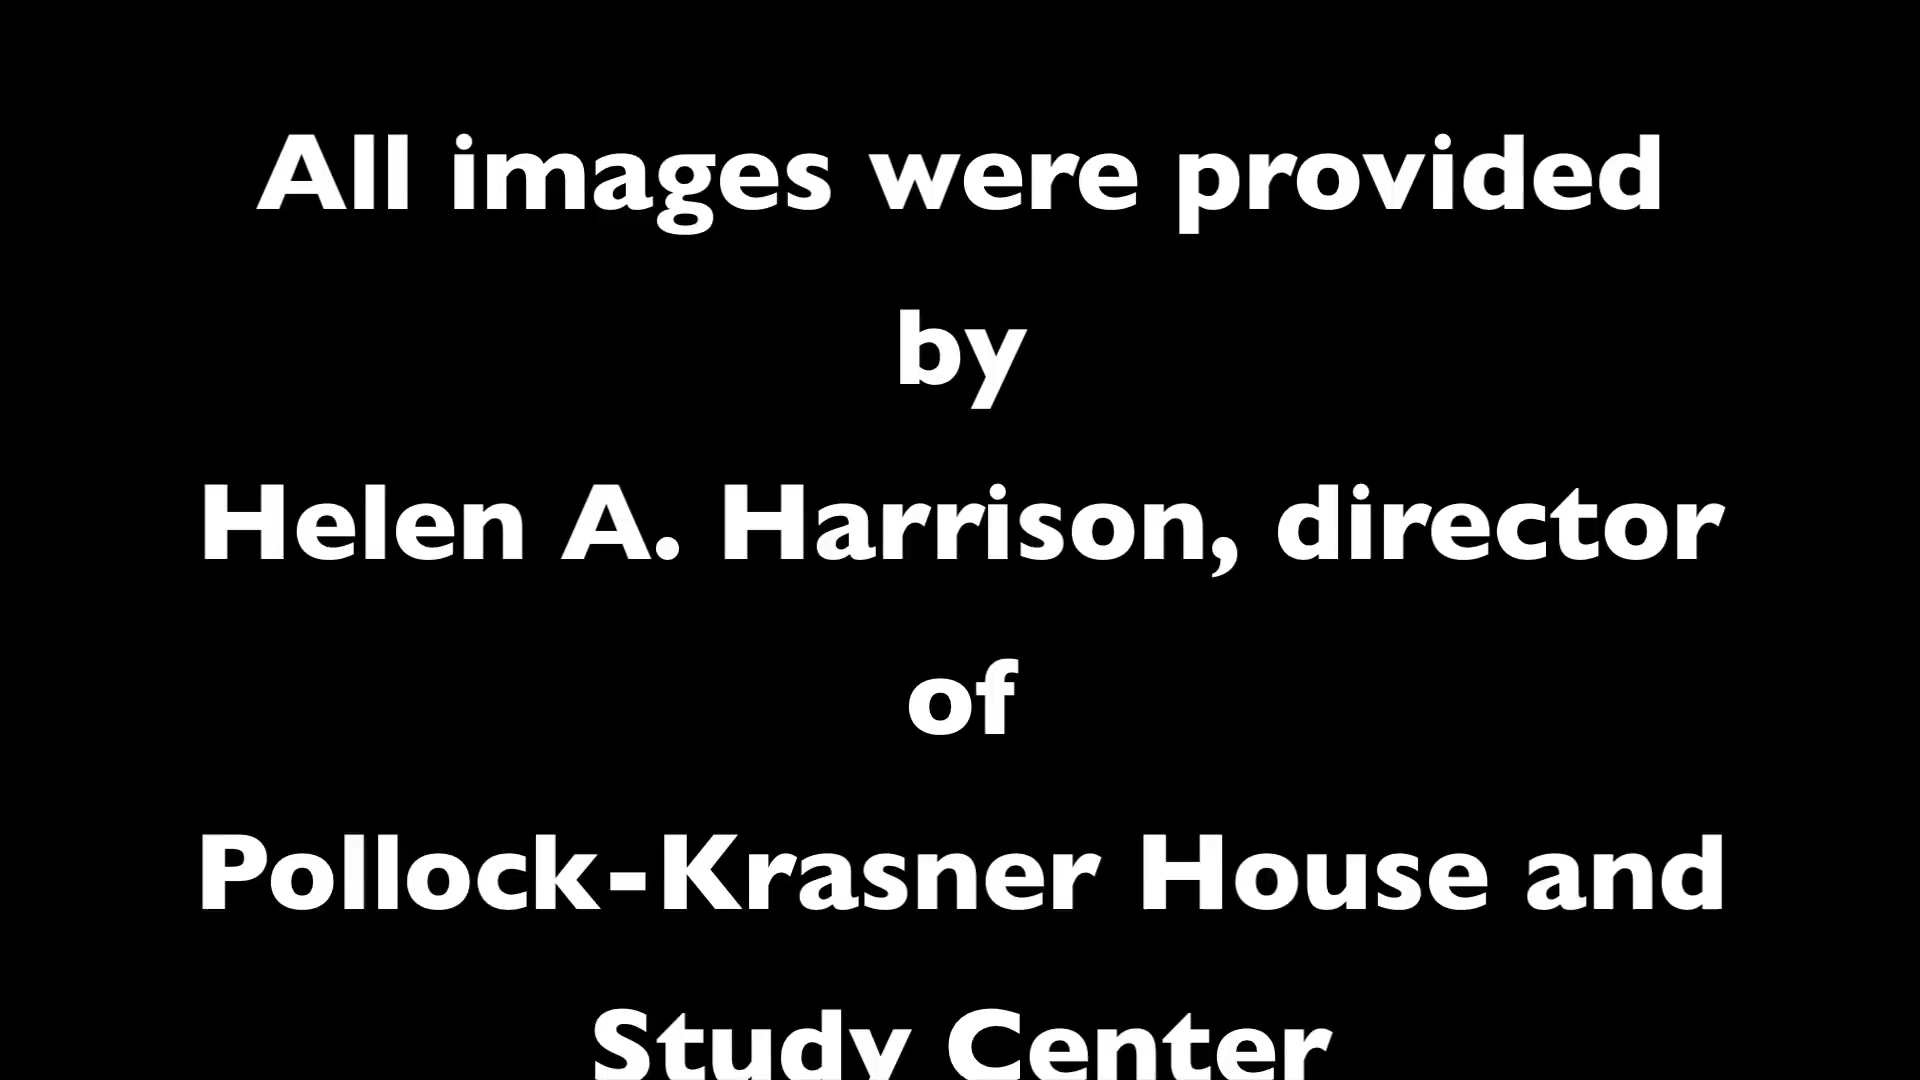 All images were provided
by
Helen A. Harrison, director
of
Pollock-Krasner House and
Study Center